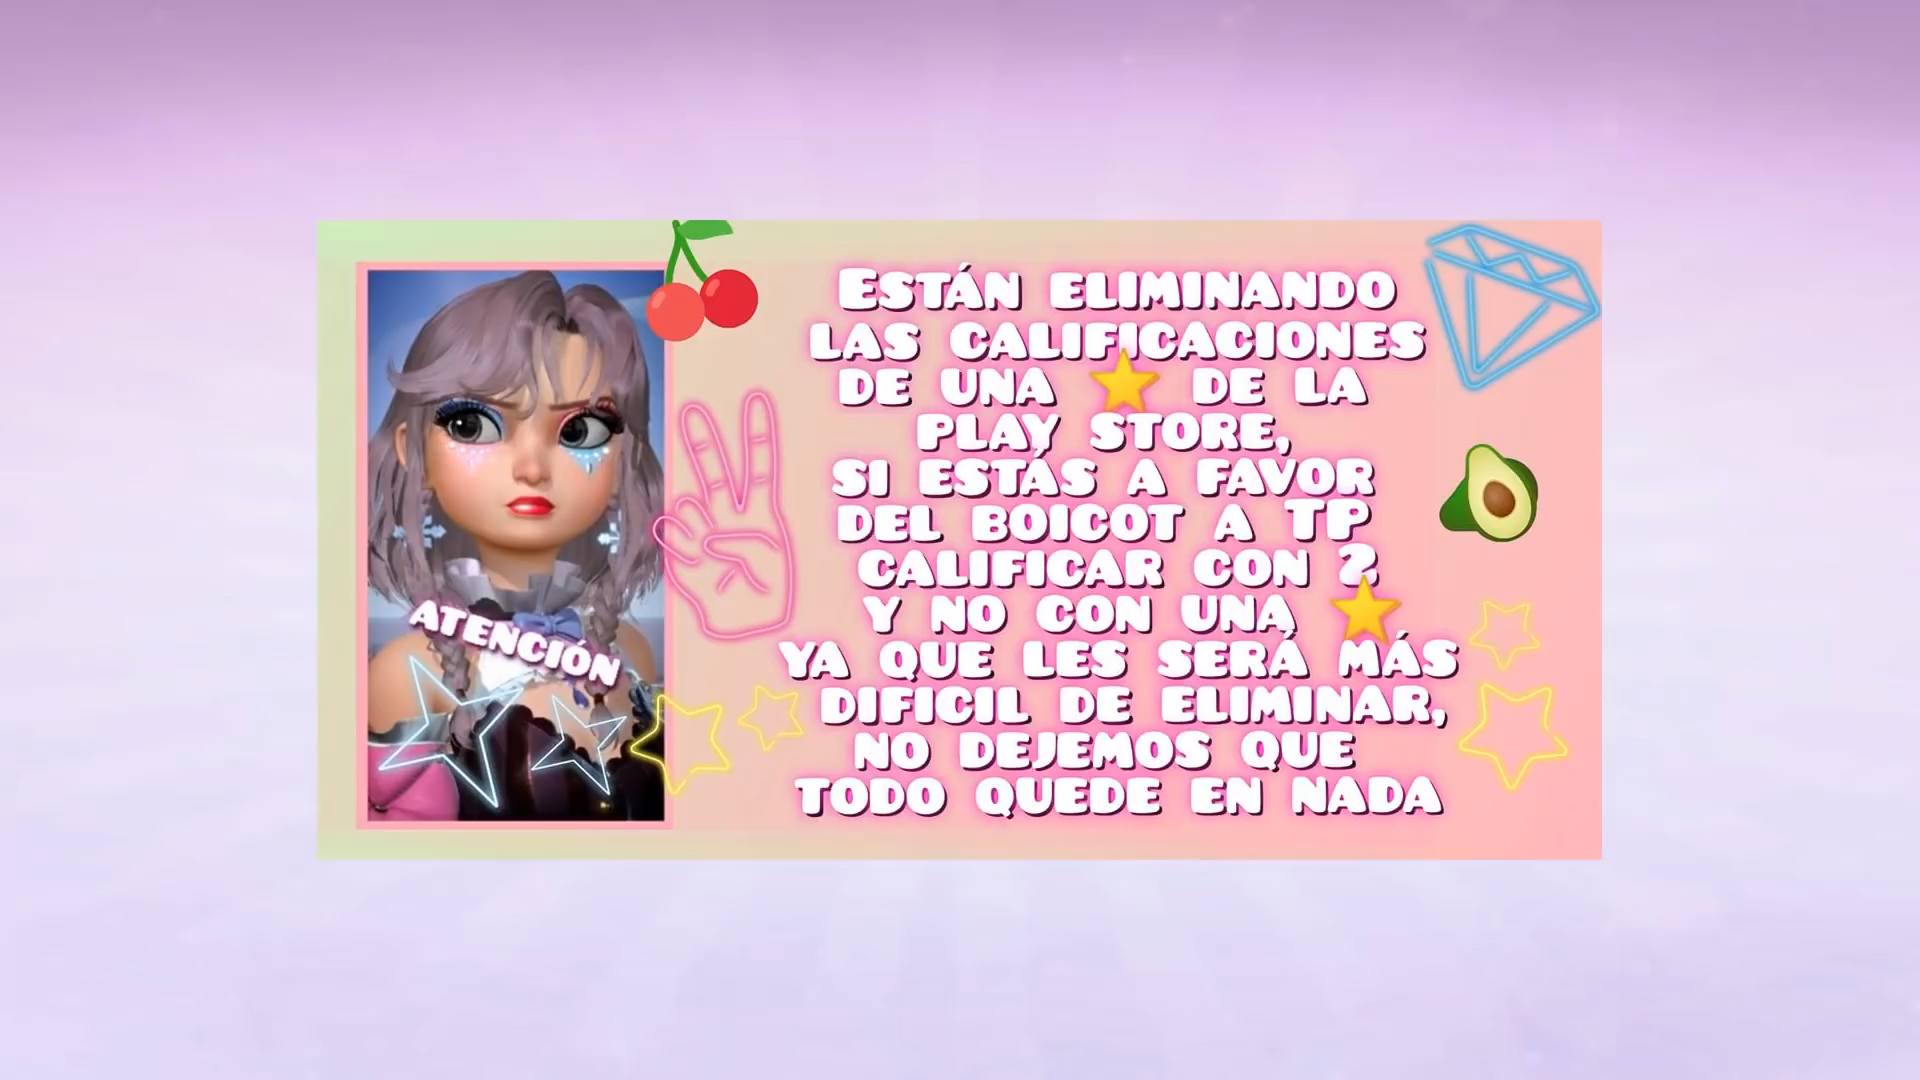 ATENCIÓN
ESTÁN ELIMINANDO
LAS CALIFICACIONES
DE UNA ⭐ DE LA
PLAY STORE,
SI ESTÁS A FAVOR
DEL BOICOT A TP
CALIFICAR CON 2
Y NO CON UNA ⭐
YA QUE LES SERÁ MÁS
DIFICIL DE ELIMINAR,
NO DEJEMOS QUE
TODO QUEDE EN NADA